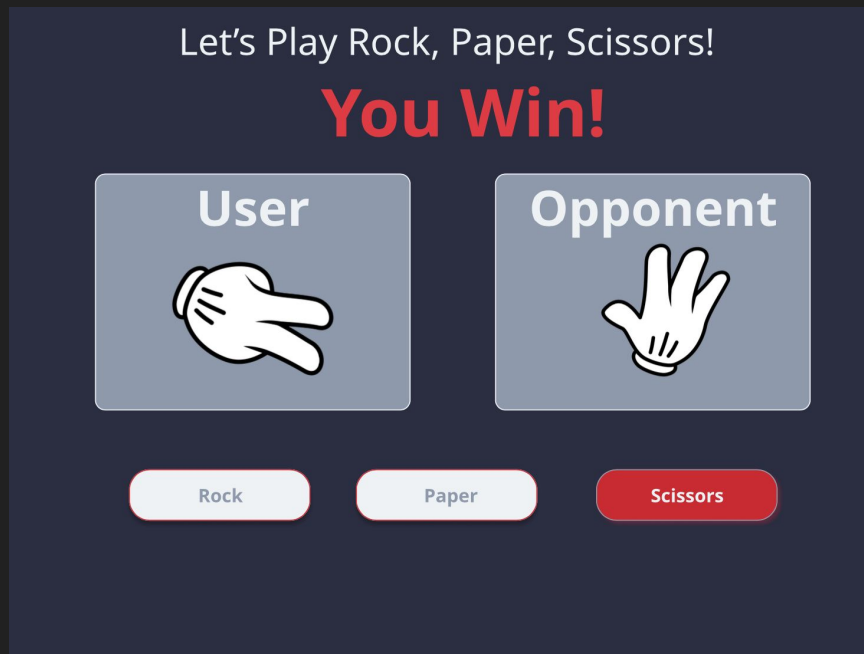 Let’s Play Rock, Paper, Scissors!
You Win!
User
Opponent
Rock
Paper
Scissors